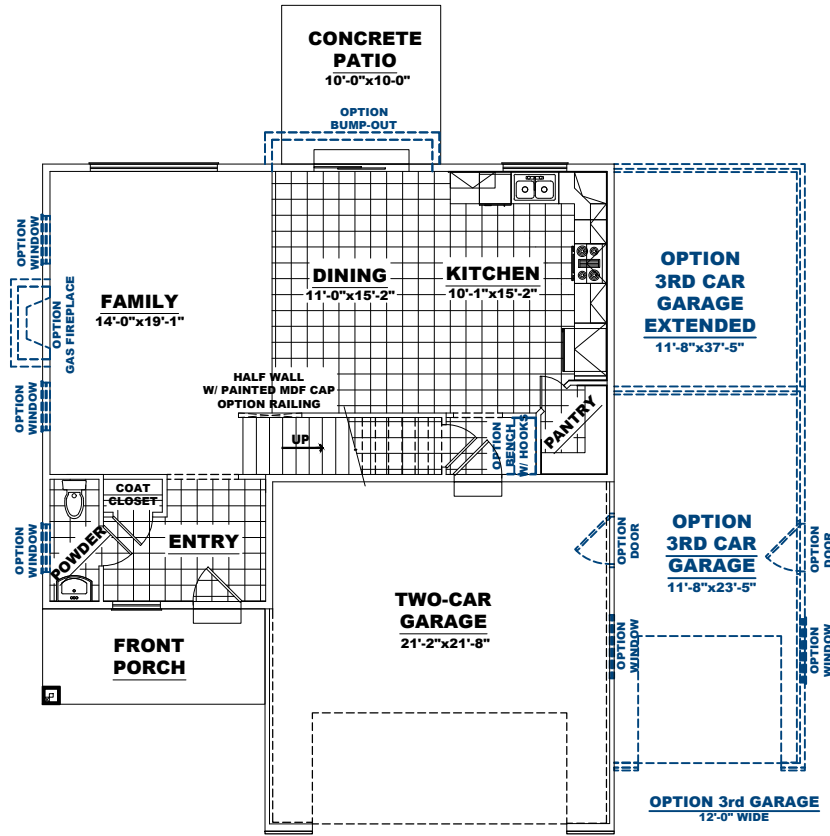 CONCRETE
PATIO
10'-0"x10-0"
OPTION
BUMP-OUT
OPTION
WINDOW
OPTION
GAS FIREPLACE
OPTION
WINDOW
FAMILY
14'-0"x19'-1"
DINING
11'-0"x15'-2"
KITCHEN
10'-1"x15'-2"
OPTION
3RD CAR
GARAGE
EXTENDED
11'-8"x37'-5"
HALF WALL
W/ PAINTED MDF CAP
OPTION RAILING
UP
OPTION
BENCH
W/ HOOKS
PANTRY
COAT
CLOSET
ENTRY
POWDER
OPTION
WINDOW
FRONT
PORCH
TWO-CAR
GARAGE
21'-2"x21'-8"
OPTION
DOOR
OPTION
WINDOW
OPTION
3RD CAR
GARAGE
11'-8"x23'-5"
OPTION
DOOR
OPTION
WINDOW
OPTION 3rd GARAGE
12'-0" WIDE